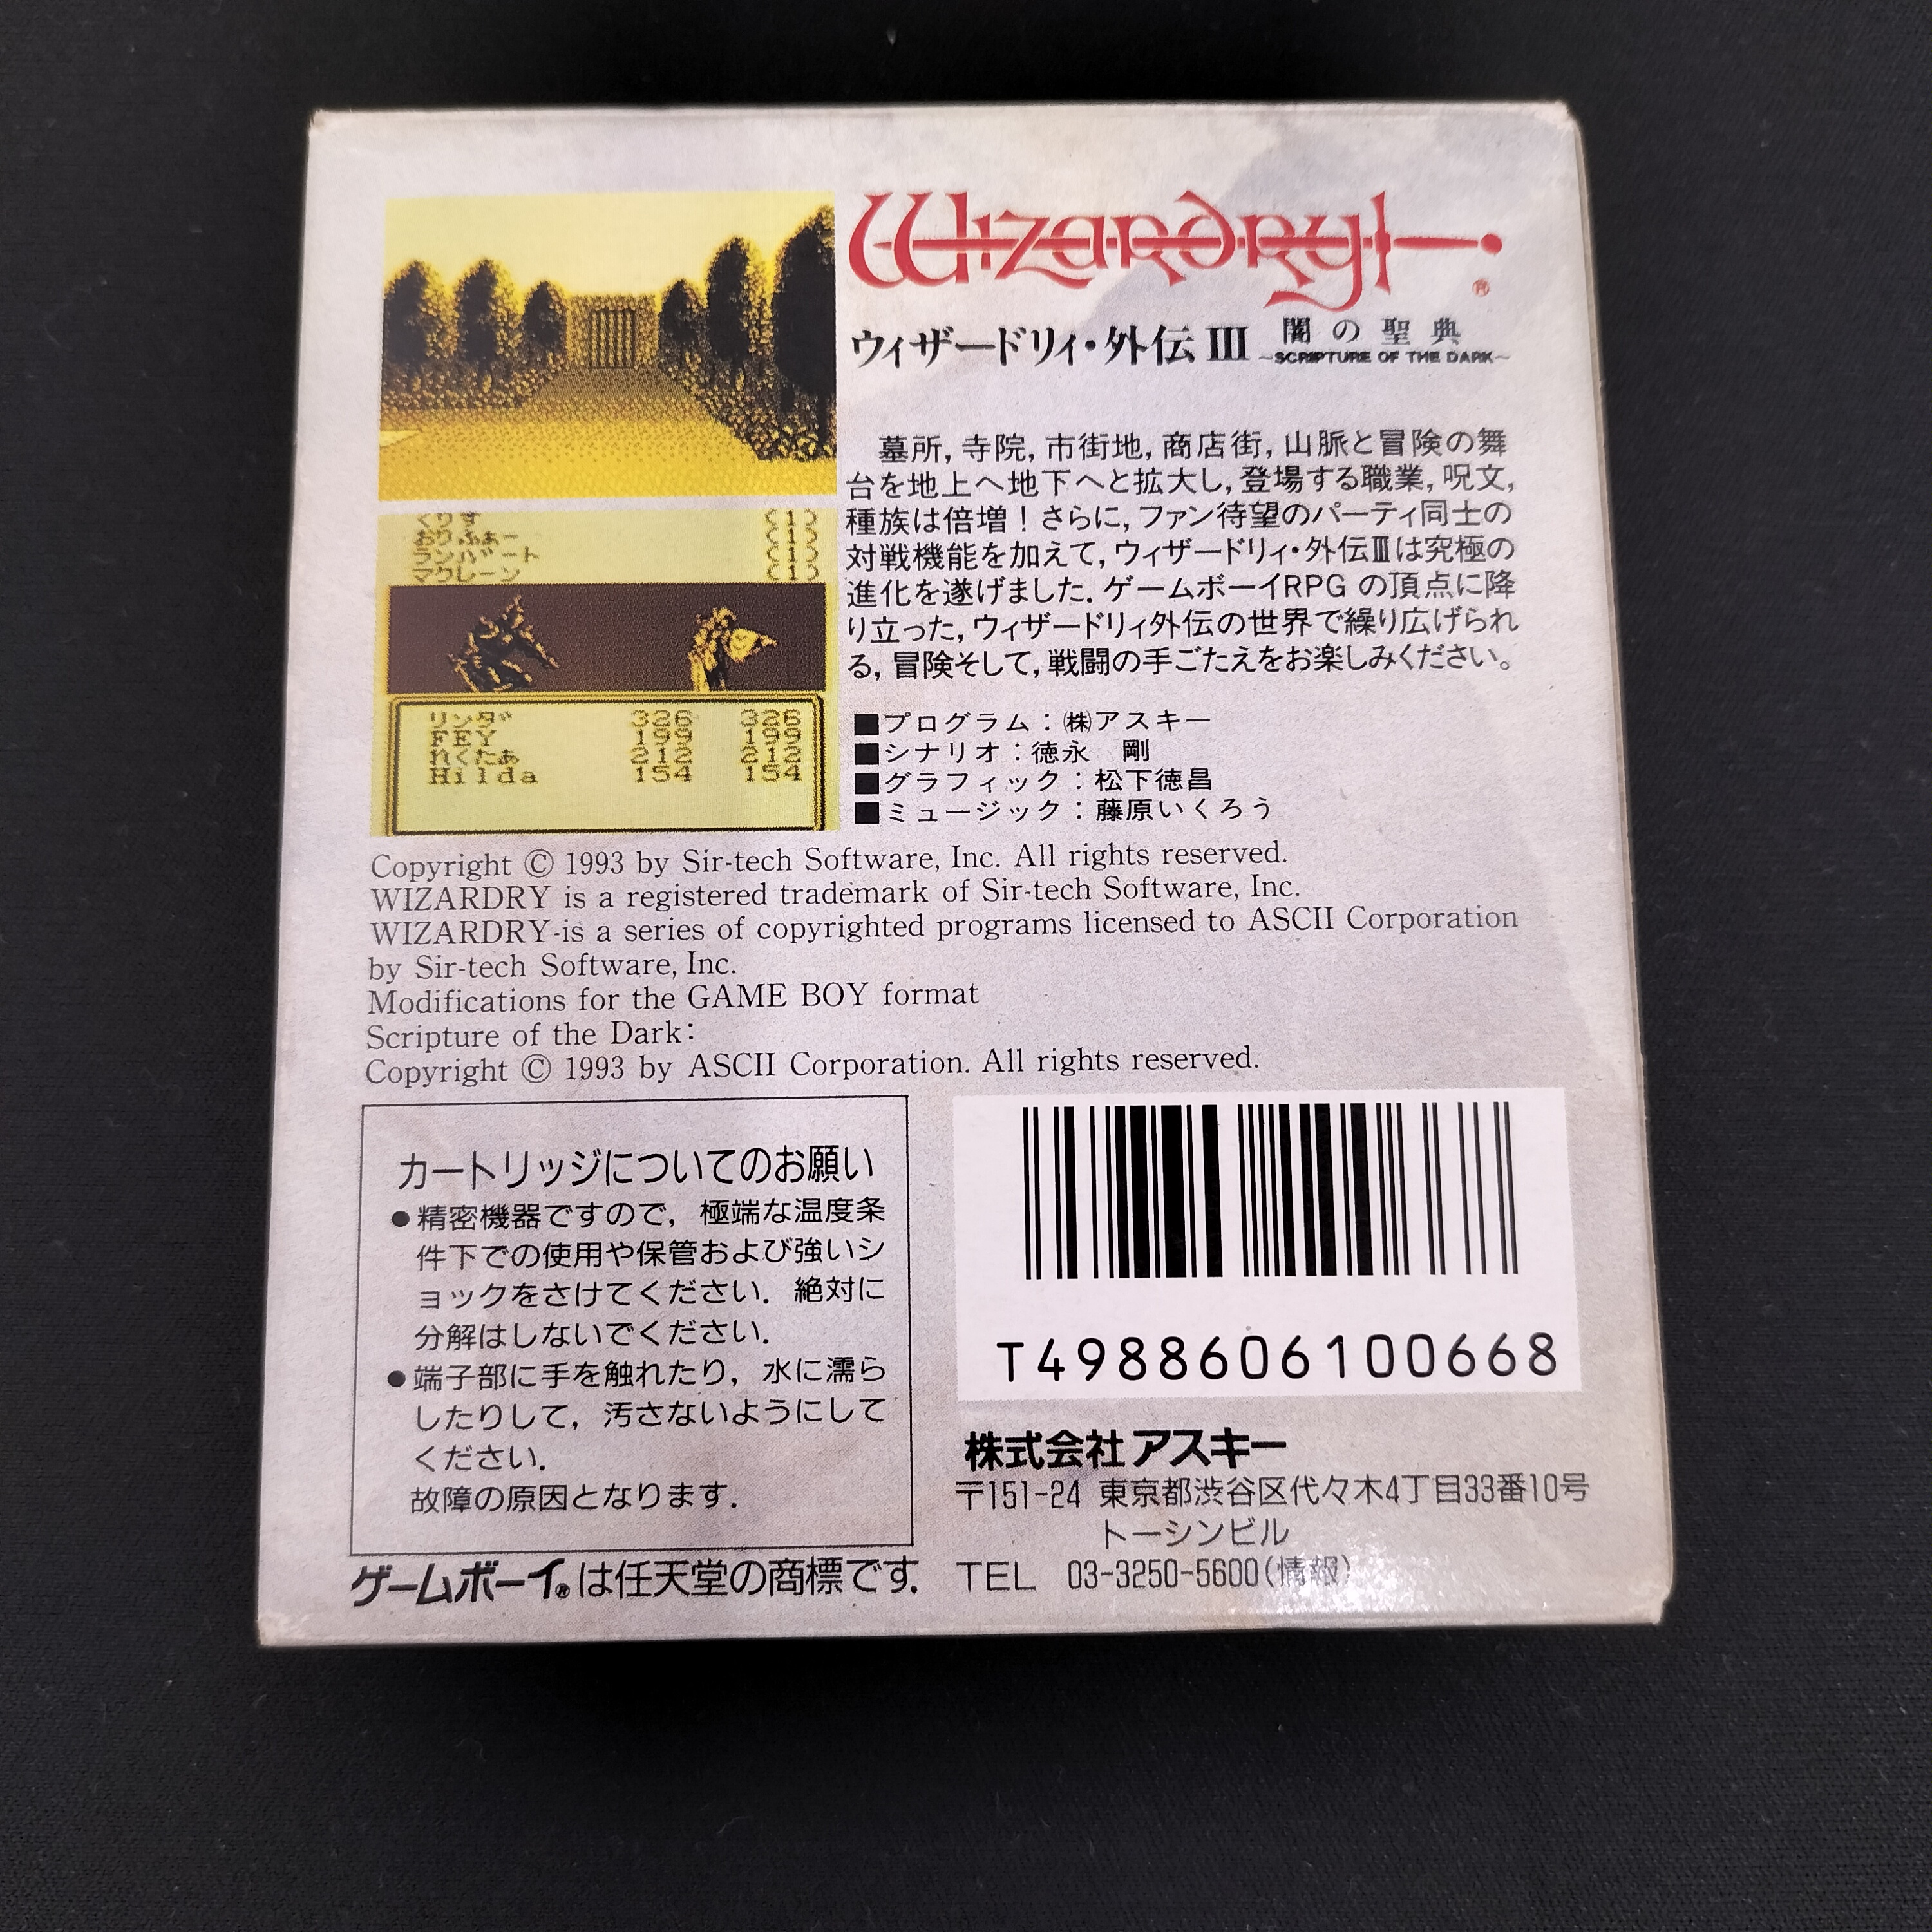 Wizardry
®
ウィザードリィ・外伝 III 闇の聖典
~SCRIPTURE OF THE DARK~
墓所,寺院,市街地,商店街,山脈と冒険の舞
台を地上へ地下へと拡大し,登場する職業,呪文,
種族は倍増！さらに,ファン待望のパーティ同士の
対戦機能を加えて,ウィザードリィ・外伝Ⅲは究極の
進化を遂げました.ゲームボーイRPG の頂点に降
り立った,ウィザードリィ外伝の世界で繰り広げられ
る,冒険そして,戦闘の手ごたえをお楽しみください。
くりす (1)
おりふぁー (1)
ランバート (1)
マクレーン (1)
リンダ 326 326
FEY 199 199
れくたぁ 212 212
Hilda 154 154
■プログラム：㈱アスキー
■シナリオ：徳永 剛
■グラフィック：松下徳昌
■ミュージック：藤原いくろう
Copyright © 1993 by Sir-tech Software, Inc. All rights reserved.
WIZARDRY is a registered trademark of Sir-tech Software, Inc.
WIZARDRY-is a series of copyrighted programs licensed to ASCII Corporation
by Sir-tech Software, Inc.
Modifications for the GAME BOY format
Scripture of the Dark:
Copyright © 1993 by ASCII Corporation. All rights reserved.
カートリッジについてのお願い
●精密機器ですので，極端な温度条
件下での使用や保管および強いシ
ョックをさけてください．絶対に
分解はしないでください．
●端子部に手を触れたり，水に濡ら
したりして，汚さないようにして
ください．
故障の原因となります．
ゲームボーイ®は任天堂の商標です.
T4988606100668
株式会社アスキー
〒151-24 東京都渋谷区代々木4丁目33番10号
トーシンビル
TEL 03-3250-5600(情報)